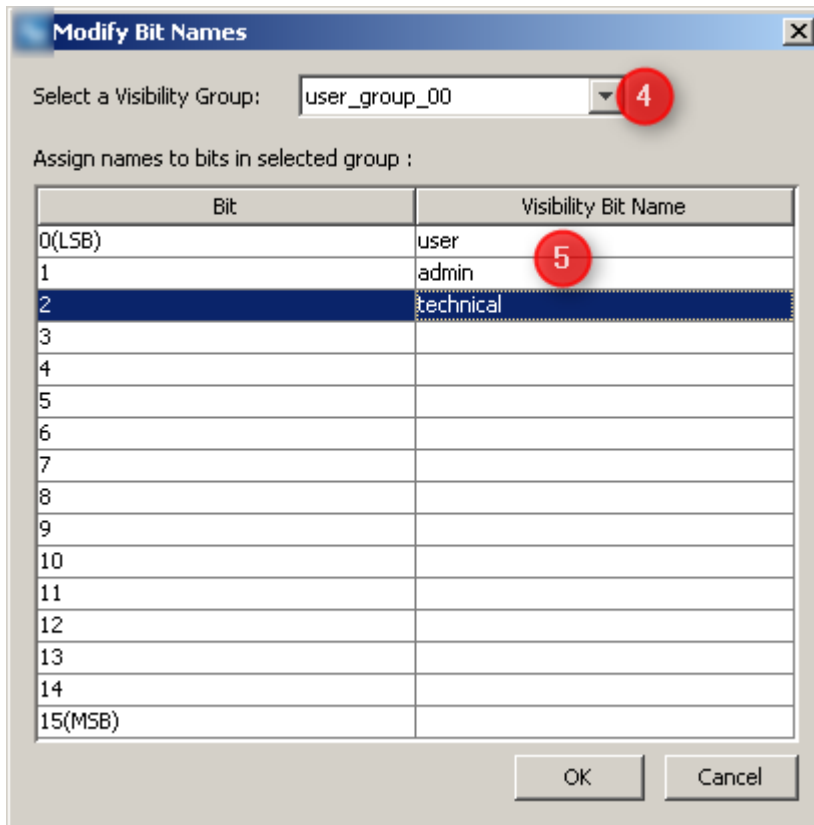 Modify Bit Names
Select a Visibility Group: user_group_00 4
Assign names to bits in selected group :
Bit Visibility Bit Name
0(LSB) user
5
1 admin
2 technical
3
4
5
6
7
8
9
10
11
12
13
14
15(MSB)
OK Cancel